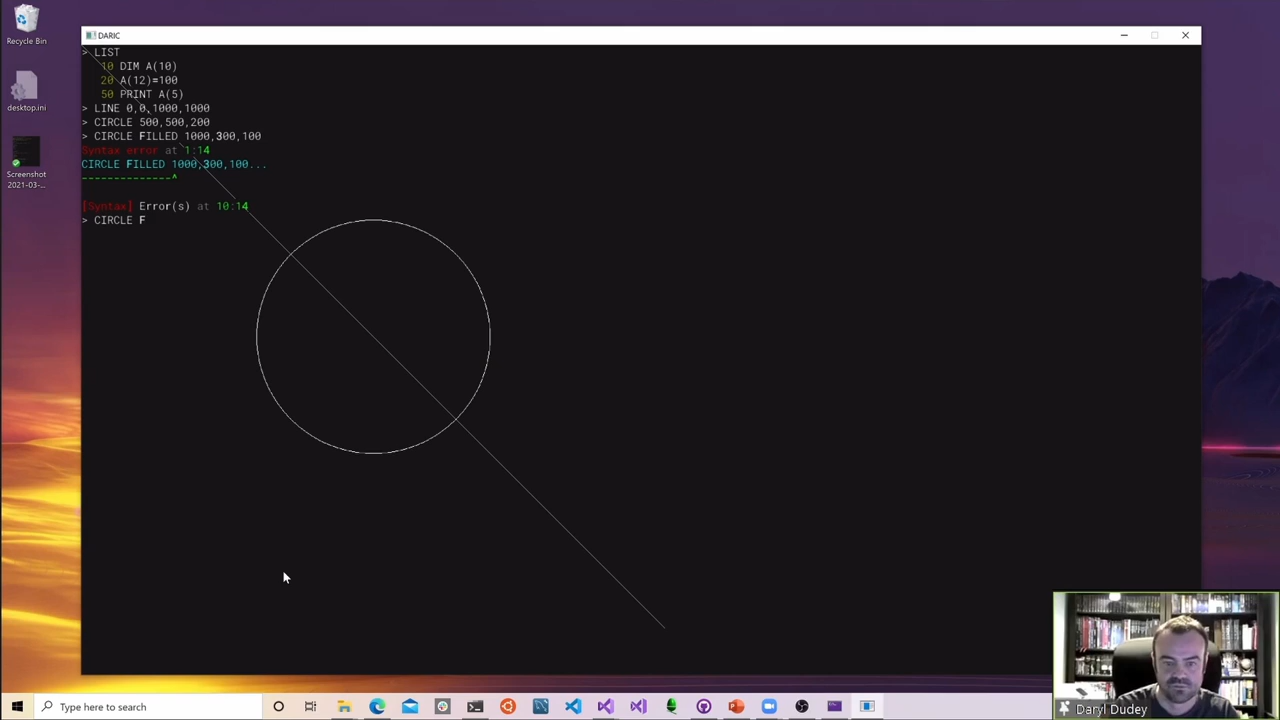 Recycle Bin
desktop.ini
Screenshot
2021-03-...
DARIC
> LIST
10 DIM A(10)
20 A(12)=100
50 PRINT A(5)
> LINE 0,0,1000,1000
> CIRCLE 500,500,200
> CIRCLE FILLED 1000,300,100
Syntax error at 1:14
CIRCLE FILLED 1000,300,100...
--------------^
[Syntax] Error(s) at 10:14
> CIRCLE F
Daryl Dudey
Type here to search